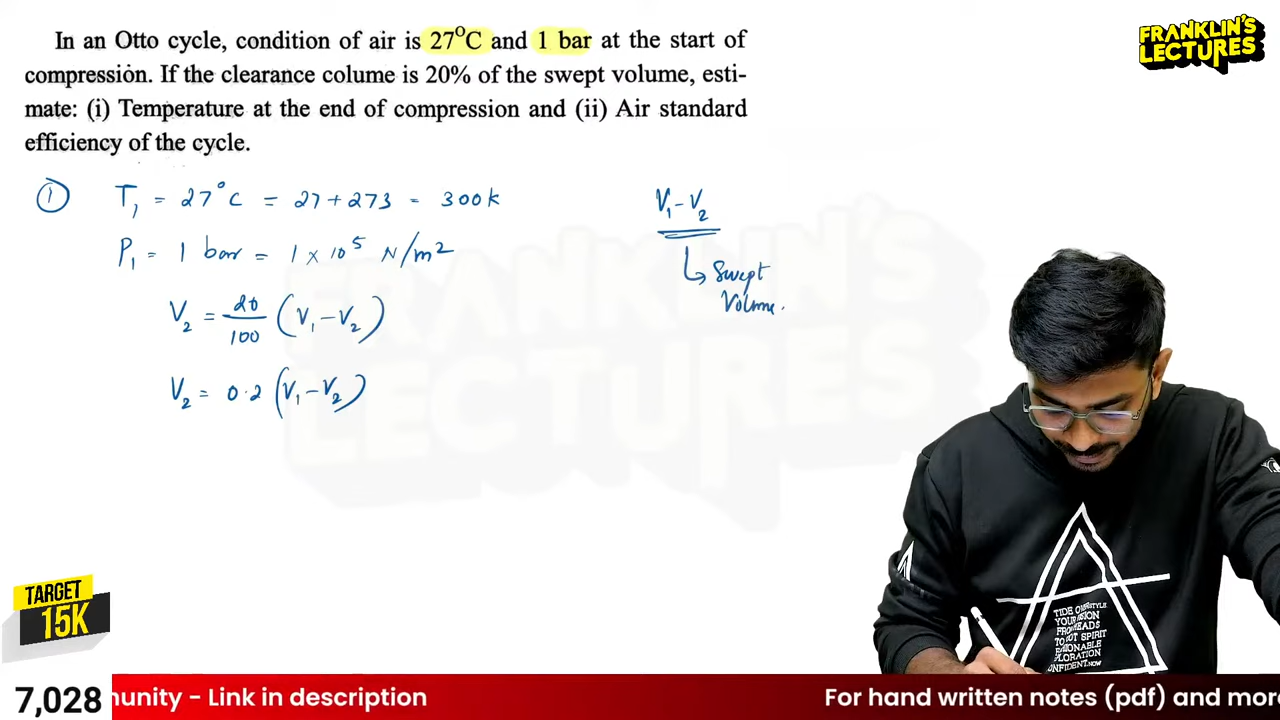 In an Otto cycle, condition of air is 27°C and 1 bar at the start of
compression. If the clearance colume is 20% of the swept volume, esti-
mate: (i) Temperature at the end of compression and (ii) Air standard
efficiency of the cycle.
FRANKLIN'S
LECTURES
① T₁ = 27°C = 27 + 273 = 300k
P₁ = 1 bar = 1 × 10⁵ N/m²
V₂ = 20/100 (V₁ – V₂)
V₂ = 0.2 (V₁ – V₂)
V₁ – V₂
↳ Swept
Volume.
FRANKLIN'S
LECTURES
TARGET
15K
7,028
unity – Link in description
For hand written notes (pdf) and mor